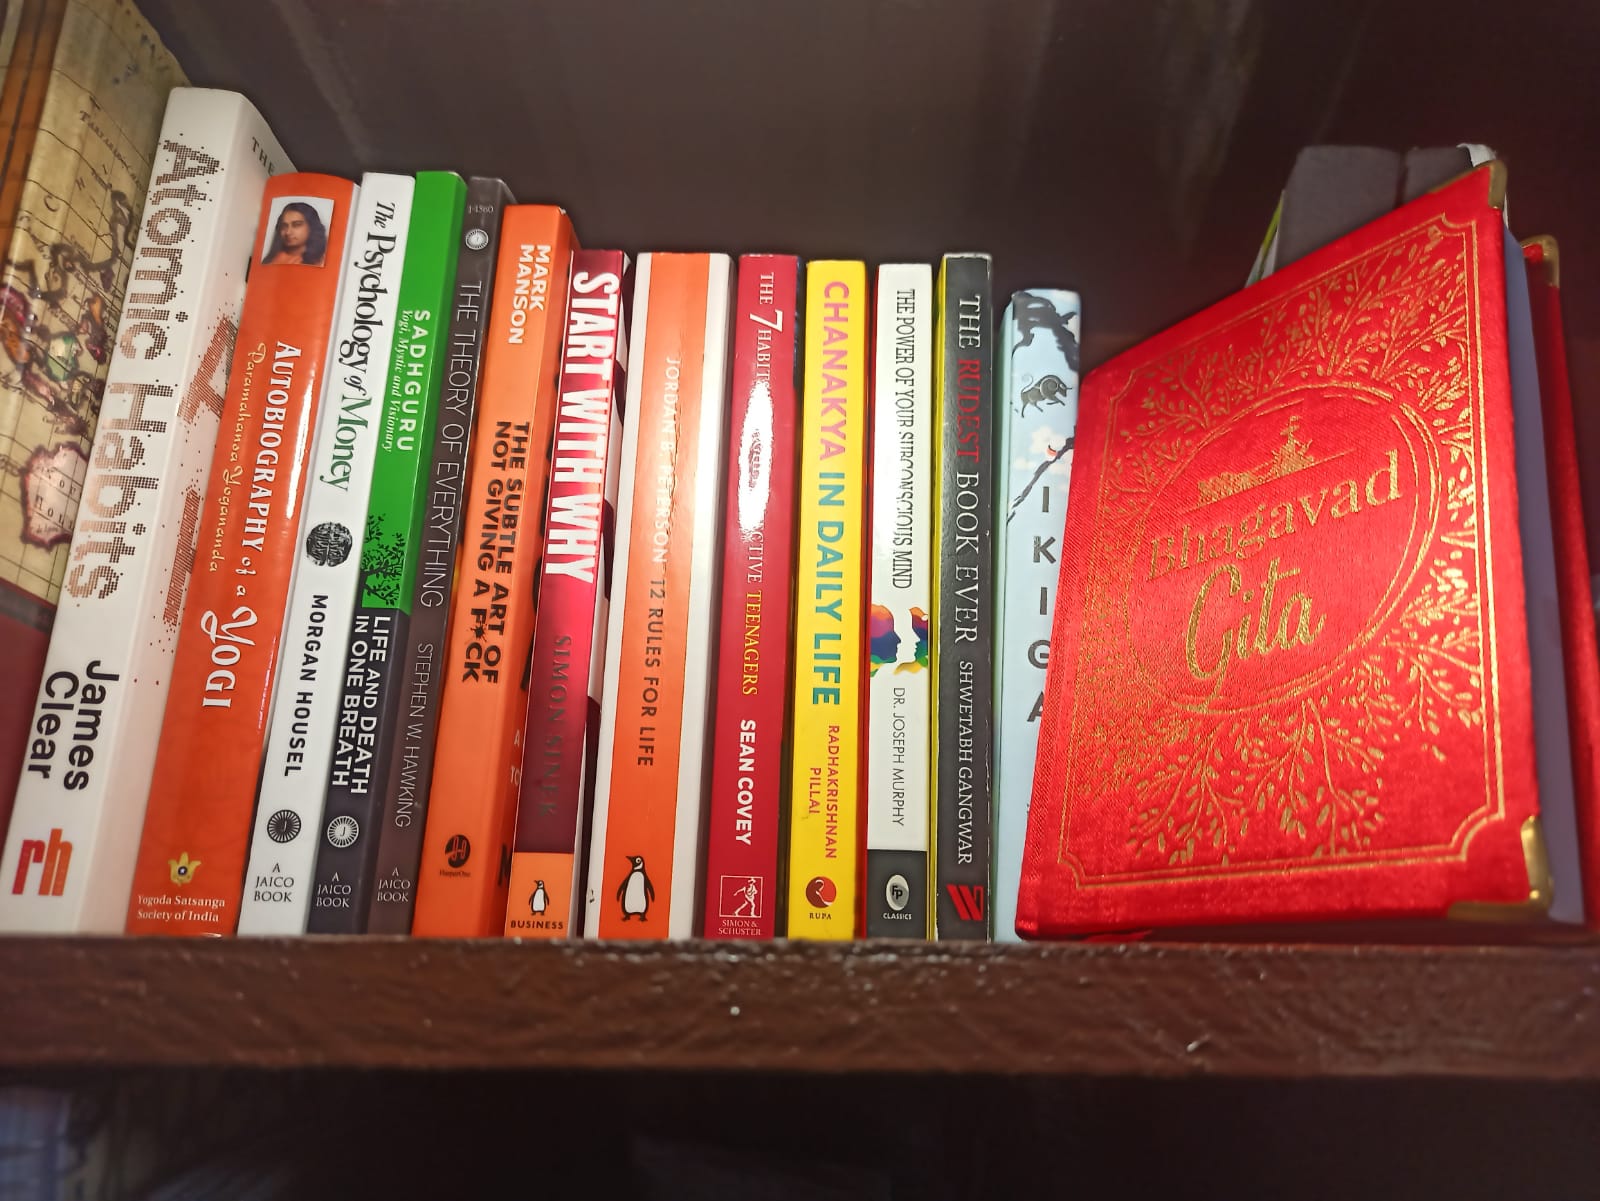 THE
Atomic Habits
James
Clear
rh
AUTOBIOGRAPHY of a YOGI
Paramahansa Yogananda
Yogoda Satsanga
Society of India
The Psychology of Money
MORGAN HOUSEL
A
JAICO
BOOK
SADHGURU
Yogi, Mystic and Visionary
LIFE AND DEATH
IN ONE BREATH
A
JAICO
BOOK
J-1560
THE THEORY OF EVERYTHING
STEPHEN W. HAWKING
A
JAICO
BOOK
MARK
MANSON
THE SUBTLE ART OF
NOT GIVING A F*CK
HarperOne
START WITH WHY
SIMON SINEK
BUSINESS
JORDAN B. PETERSON 12 RULES FOR LIFE
THE 7 HABITS
TEENAGERS
SEAN COVEY
SIMON &
SCHUSTER
CHANAKYA IN DAILY LIFE
RADHAKRISHNAN
PILLAI
RUPA
THE POWER OF YOUR SUBCONSCIOUS MIND
DR. JOSEPH MURPHY
FP
CLASSICS
THE RUDEST BOOK EVER
SHWETABH GANGWAR
IKIGA
Bhagavad
Gita